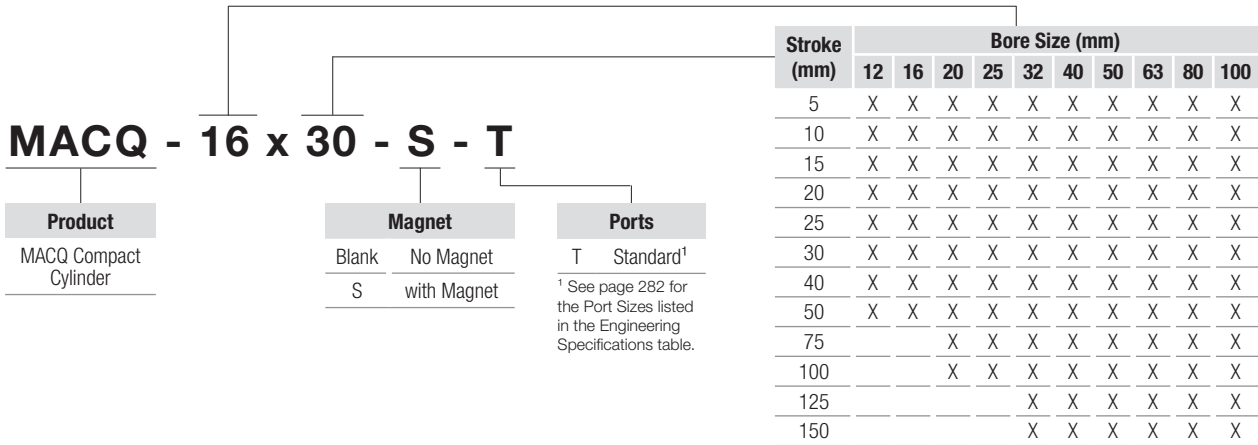 MACQ - 16 x 30 - S - T
Product
MACQ Compact
Cylinder
Magnet
Blank No Magnet
S with Magnet
Ports
T Standard¹
¹ See page 282 for
the Port Sizes listed
in the Engineering
Specifications table.
Stroke
(mm)
Bore Size (mm)
12 16 20 25 32 40 50 63 80 100
5 X X X X X X X X X X
10 X X X X X X X X X X
15 X X X X X X X X X X
20 X X X X X X X X X X
25 X X X X X X X X X X
30 X X X X X X X X X X
40 X X X X X X X X X X
50 X X X X X X X X X X
75 X X X X X X X X
100 X X X X X X X X
125 X X X X X X
150 X X X X X X